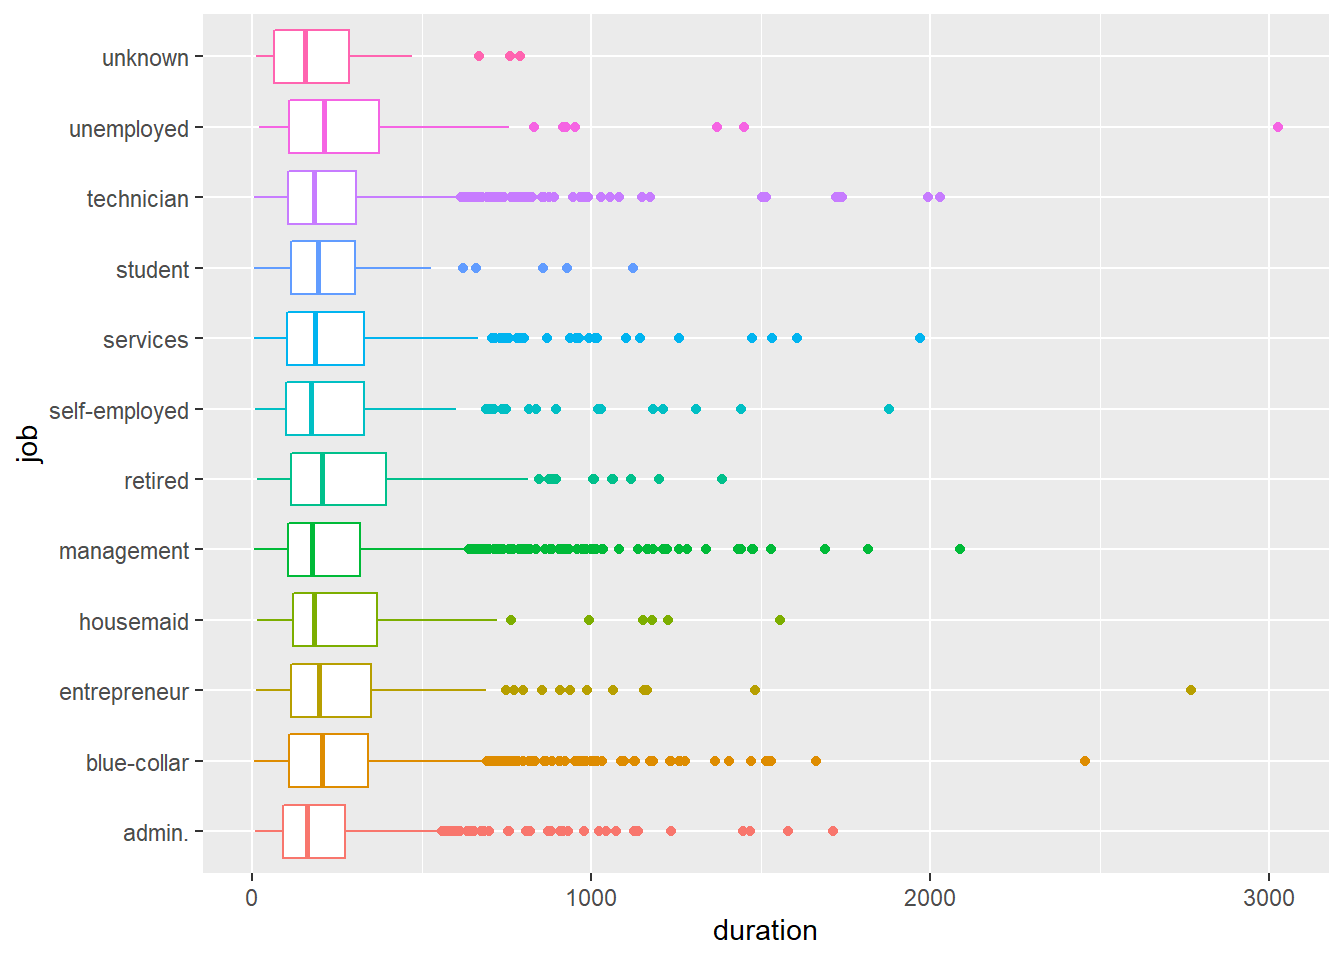 unknown
unemployed
technician
student
services
self-employed
retired
management
housemaid
entrepreneur
blue-collar
admin.
job
0 1000 2000 3000
duration